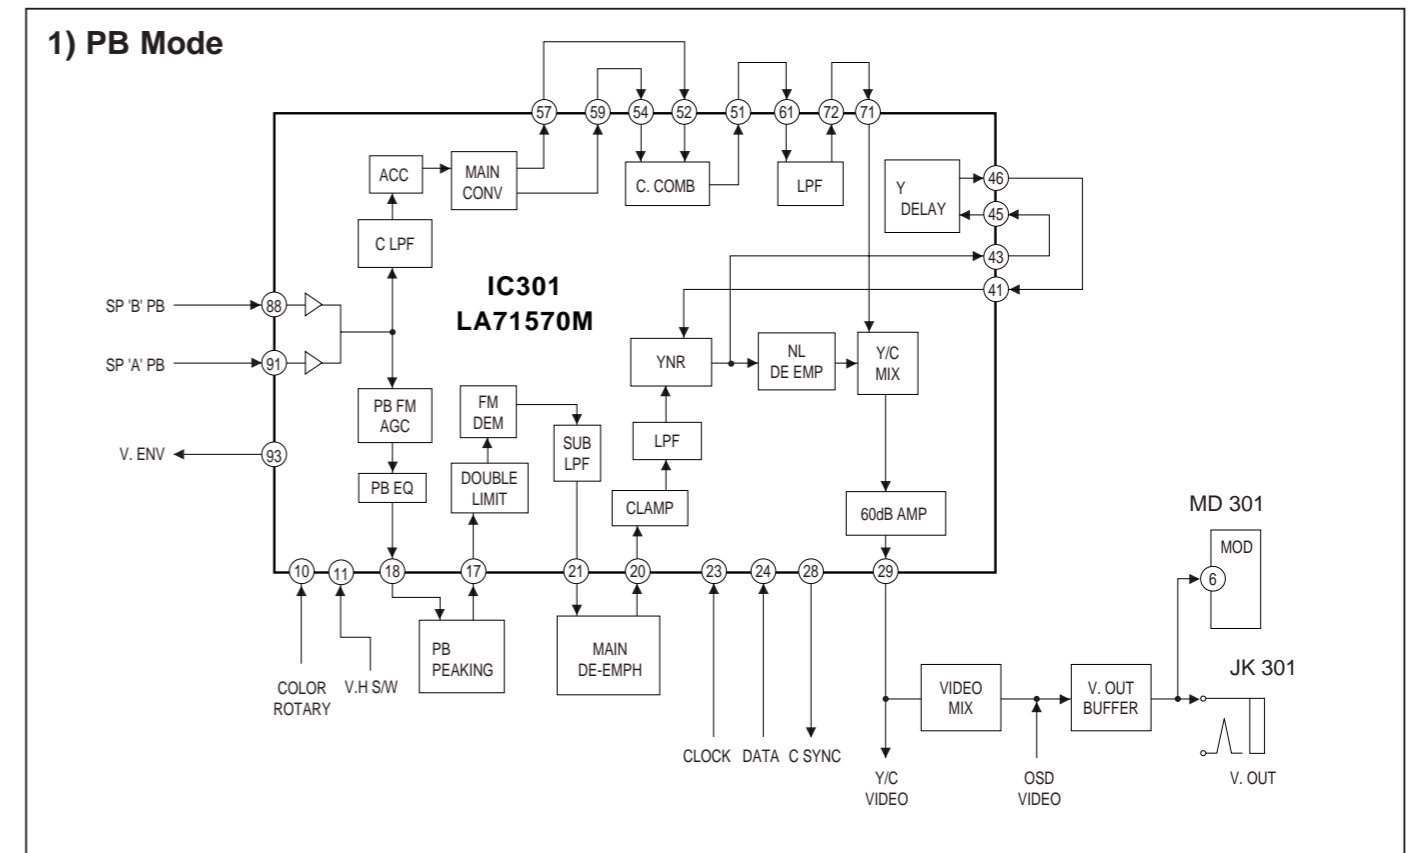 1) PB Mode
57
59
54
52
51
61
72
71
ACC
MAIN
CONV
C. COMB
LPF
Y
DELAY
46
45
43
41
C LPF
IC301
LA71570M
SP 'B' PB
88
SP 'A' PB
91
YNR
NL
DE EMP
Y/C
MIX
PB FM
AGC
FM
DEM
SUB
LPF
LPF
V. ENV
93
PB EQ
DOUBLE
LIMIT
CLAMP
60dB AMP
MD 301
MOD
6
10
11
18
17
21
20
23
24
28
29
PB
PEAKING
MAIN
DE-EMPH
COLOR
ROTARY
V.H S/W
VIDEO
MIX
V. OUT
BUFFER
JK 301
CLOCK
DATA
C SYNC
Y/C
VIDEO
OSD
VIDEO
V. OUT